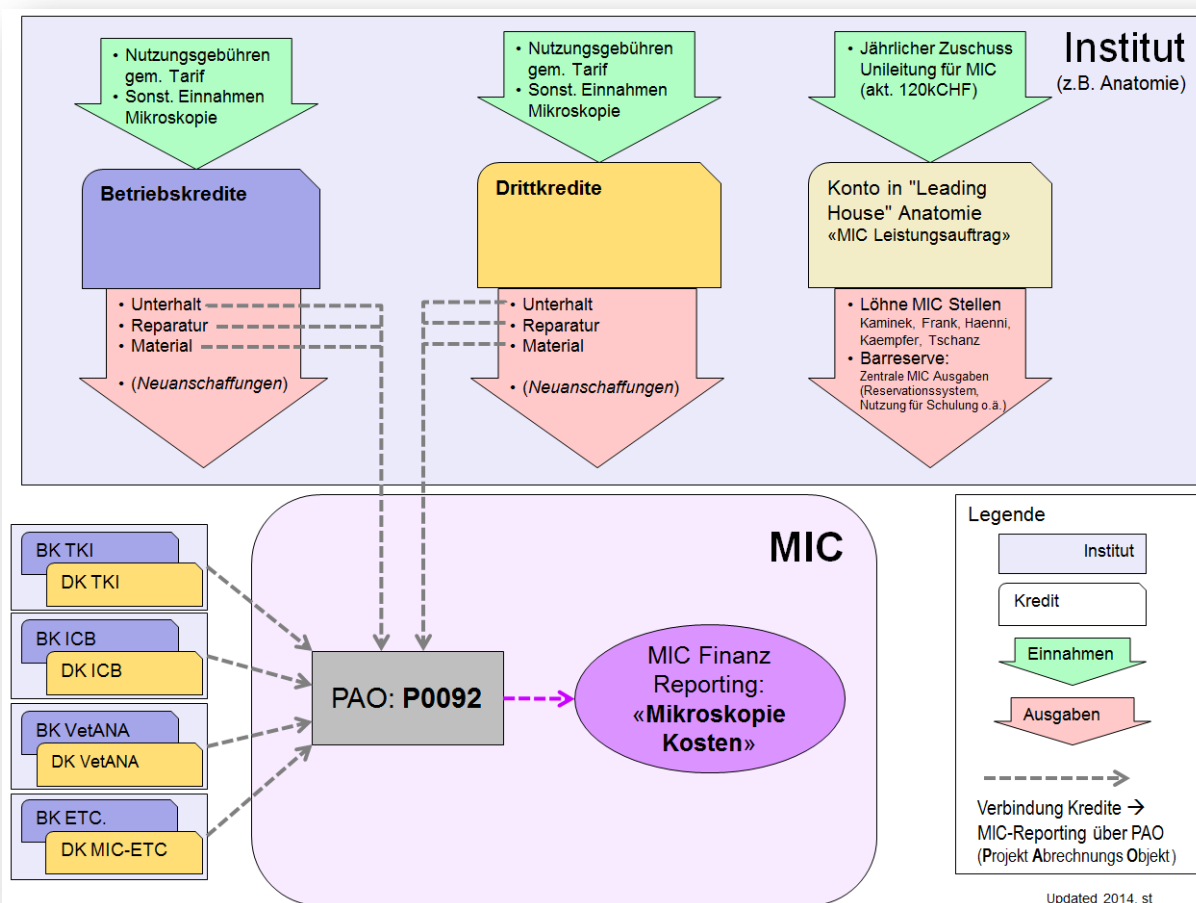 Institut
(z.B. Anatomie)
• Nutzungsgebühren
gem. Tarif
• Sonst. Einnahmen
Mikroskopie
• Nutzungsgebühren
gem. Tarif
• Sonst. Einnahmen
Mikroskopie
• Jährlicher Zuschuss
Unileitung für MIC
(akt. 120kCHF)
Betriebskredite
Drittkredite
Konto in "Leading
House" Anatomie
«MIC Leistungsauftrag»
• Unterhalt
• Reparatur
• Material
• (Neuanschaffungen)
• Unterhalt
• Reparatur
• Material
• (Neuanschaffungen)
• Löhne MIC Stellen
Kaminek, Frank, Haenni,
Kaempfer, Tschanz
• Barreserve:
Zentrale MIC Ausgaben
(Reservationssystem,
Nutzung für Schulung o.ä.)
BK TKI
DK TKI
BK ICB
DK ICB
BK VetANA
DK VetANA
BK ETC.
DK MIC-ETC
MIC
PAO: P0092
MIC Finanz
Reporting:
«Mikroskopie
Kosten»
Legende
Institut
Kredit
Einnahmen
Ausgaben
Verbindung Kredite →
MIC-Reporting über PAO
(Projekt Abrechnungs Objekt)
Updated 2014, st